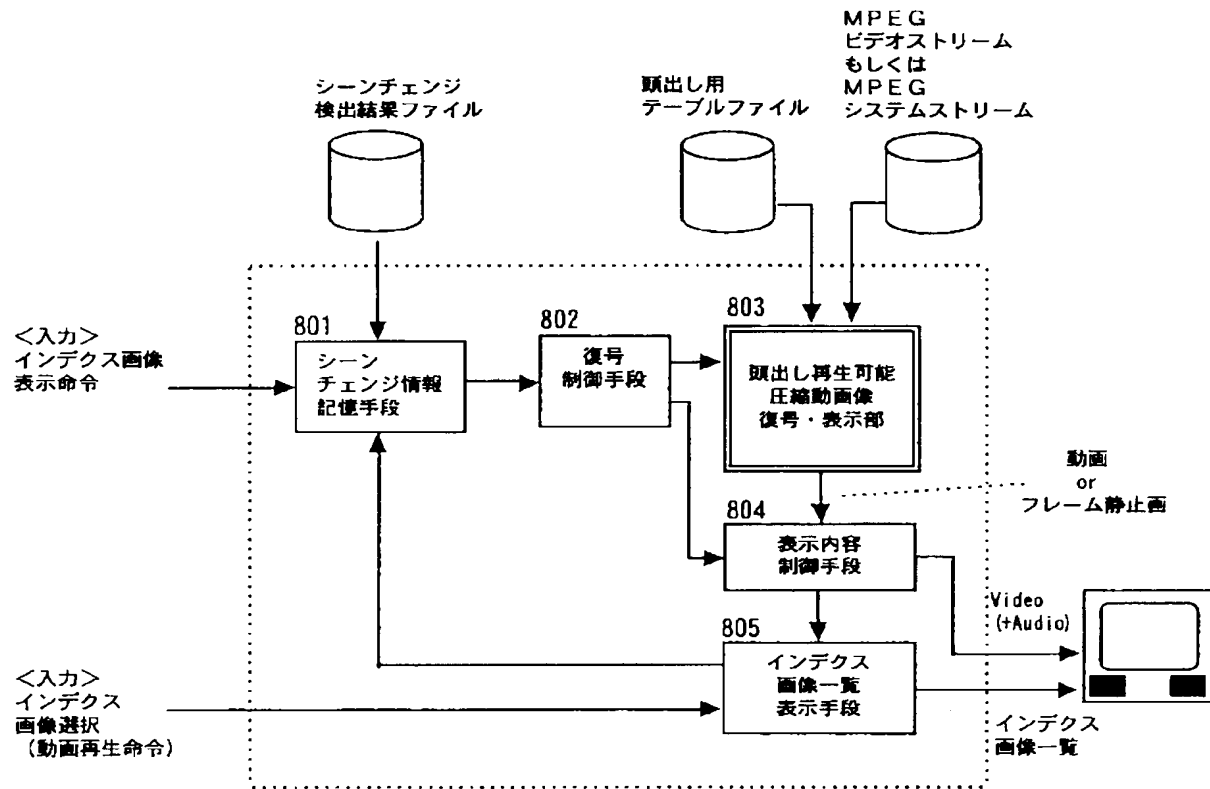 MPEG
ビデオストリーム
もしくは
MPEG
システムストリーム
シーンチェンジ
検出結果ファイル
頭出し用
テーブルファイル
<入力>
インデクス画像
表示命令
801
シーン
チェンジ情報
記憶手段
802
復号
制御手段
803
頭出し再生可能
圧縮動画像
復号・表示部
動画
or
フレーム静止画
804
表示内容
制御手段
Video
(+Audio)
805
インデクス
画像一覧
表示手段
<入力>
インデクス
画像選択
(動画再生命令)
インデクス
画像一覧